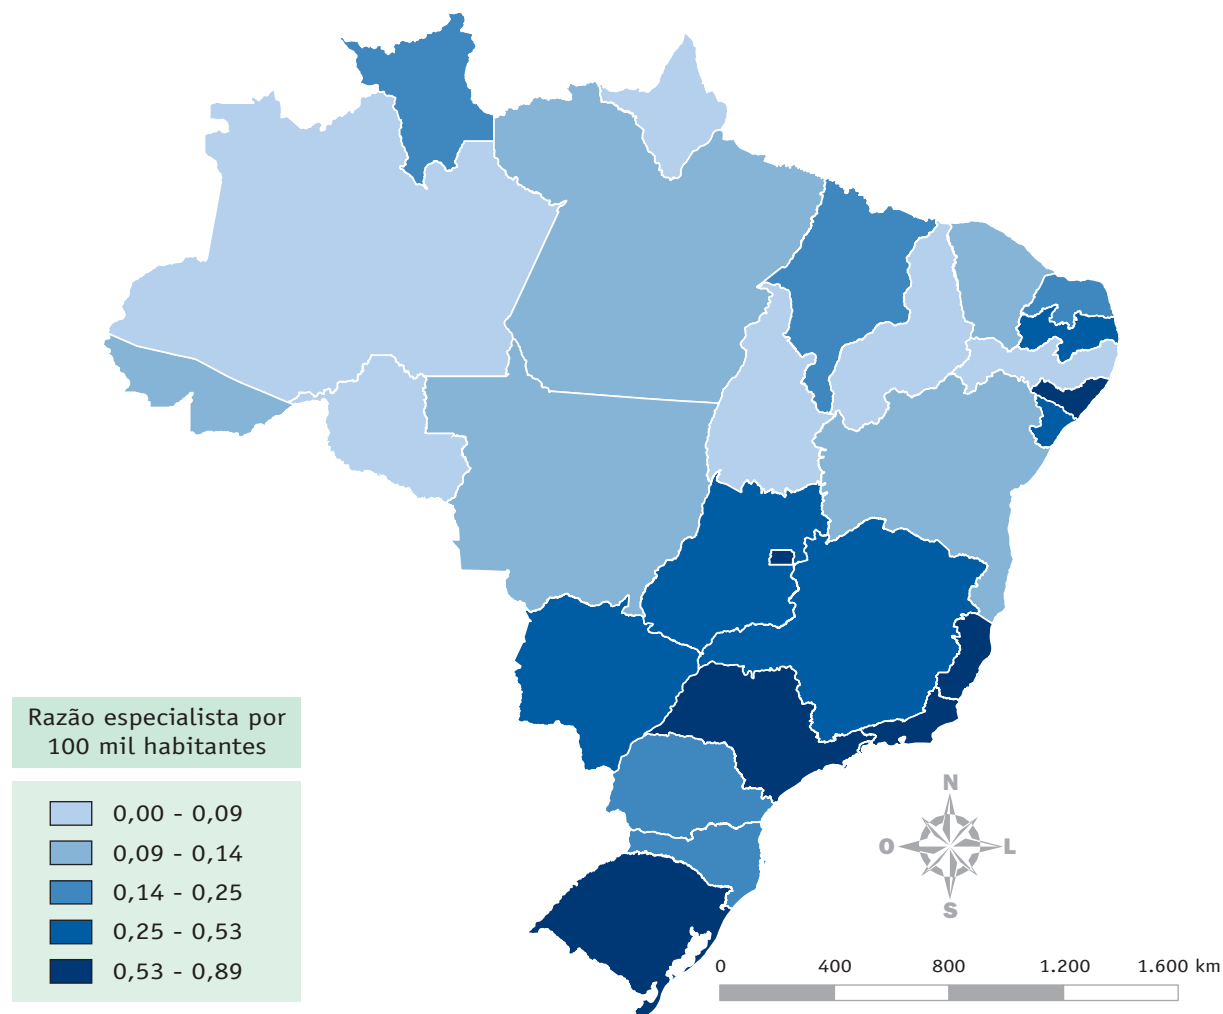 Razão especialista por
100 mil habitantes
0,00 - 0,09
0,09 - 0,14
0,14 - 0,25
0,25 - 0,53
0,53 - 0,89
N
O
L
S
0 400 800 1.200 1.600 km